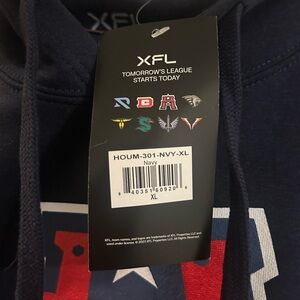 XFL
XFL
TOMORROW'S LEAGUE
STARTS TODAY
HOUM-301-NVY-XL
Navy
XL